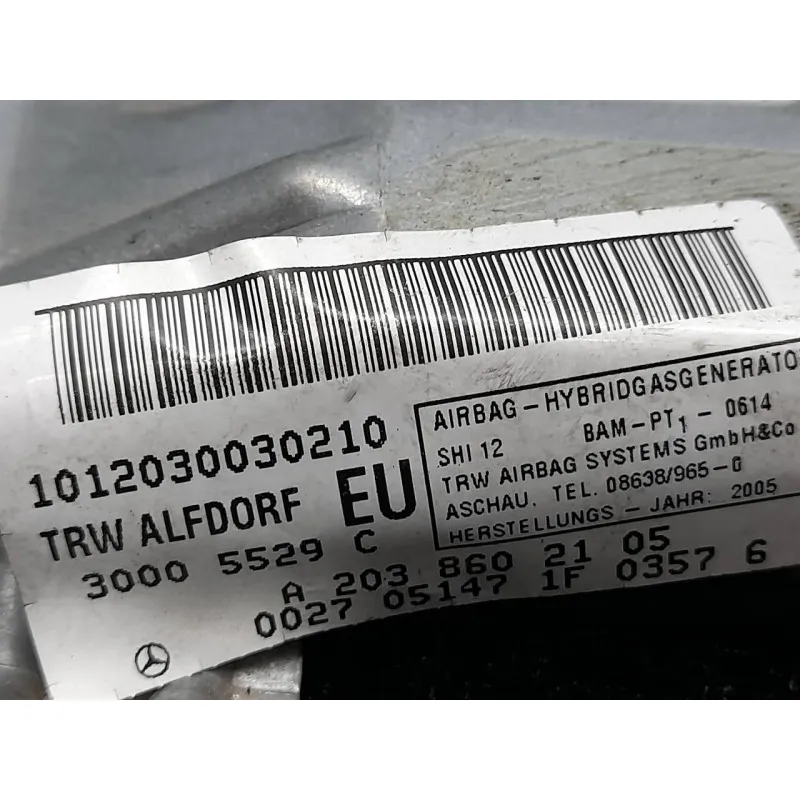 1012030030210
TRW ALFDORF EU
3000 5529 C
A 203 860 21 05
0027 05147 1F 0357 6
AIRBAG-HYBRIDGASGENERATO
SHI 12 BAM-PT1-0614
TRW AIRBAG SYSTEMS GmbH&Co
ASCHAU. TEL. 08638/965-0
HERSTELLUNGS-JAHR: 2005